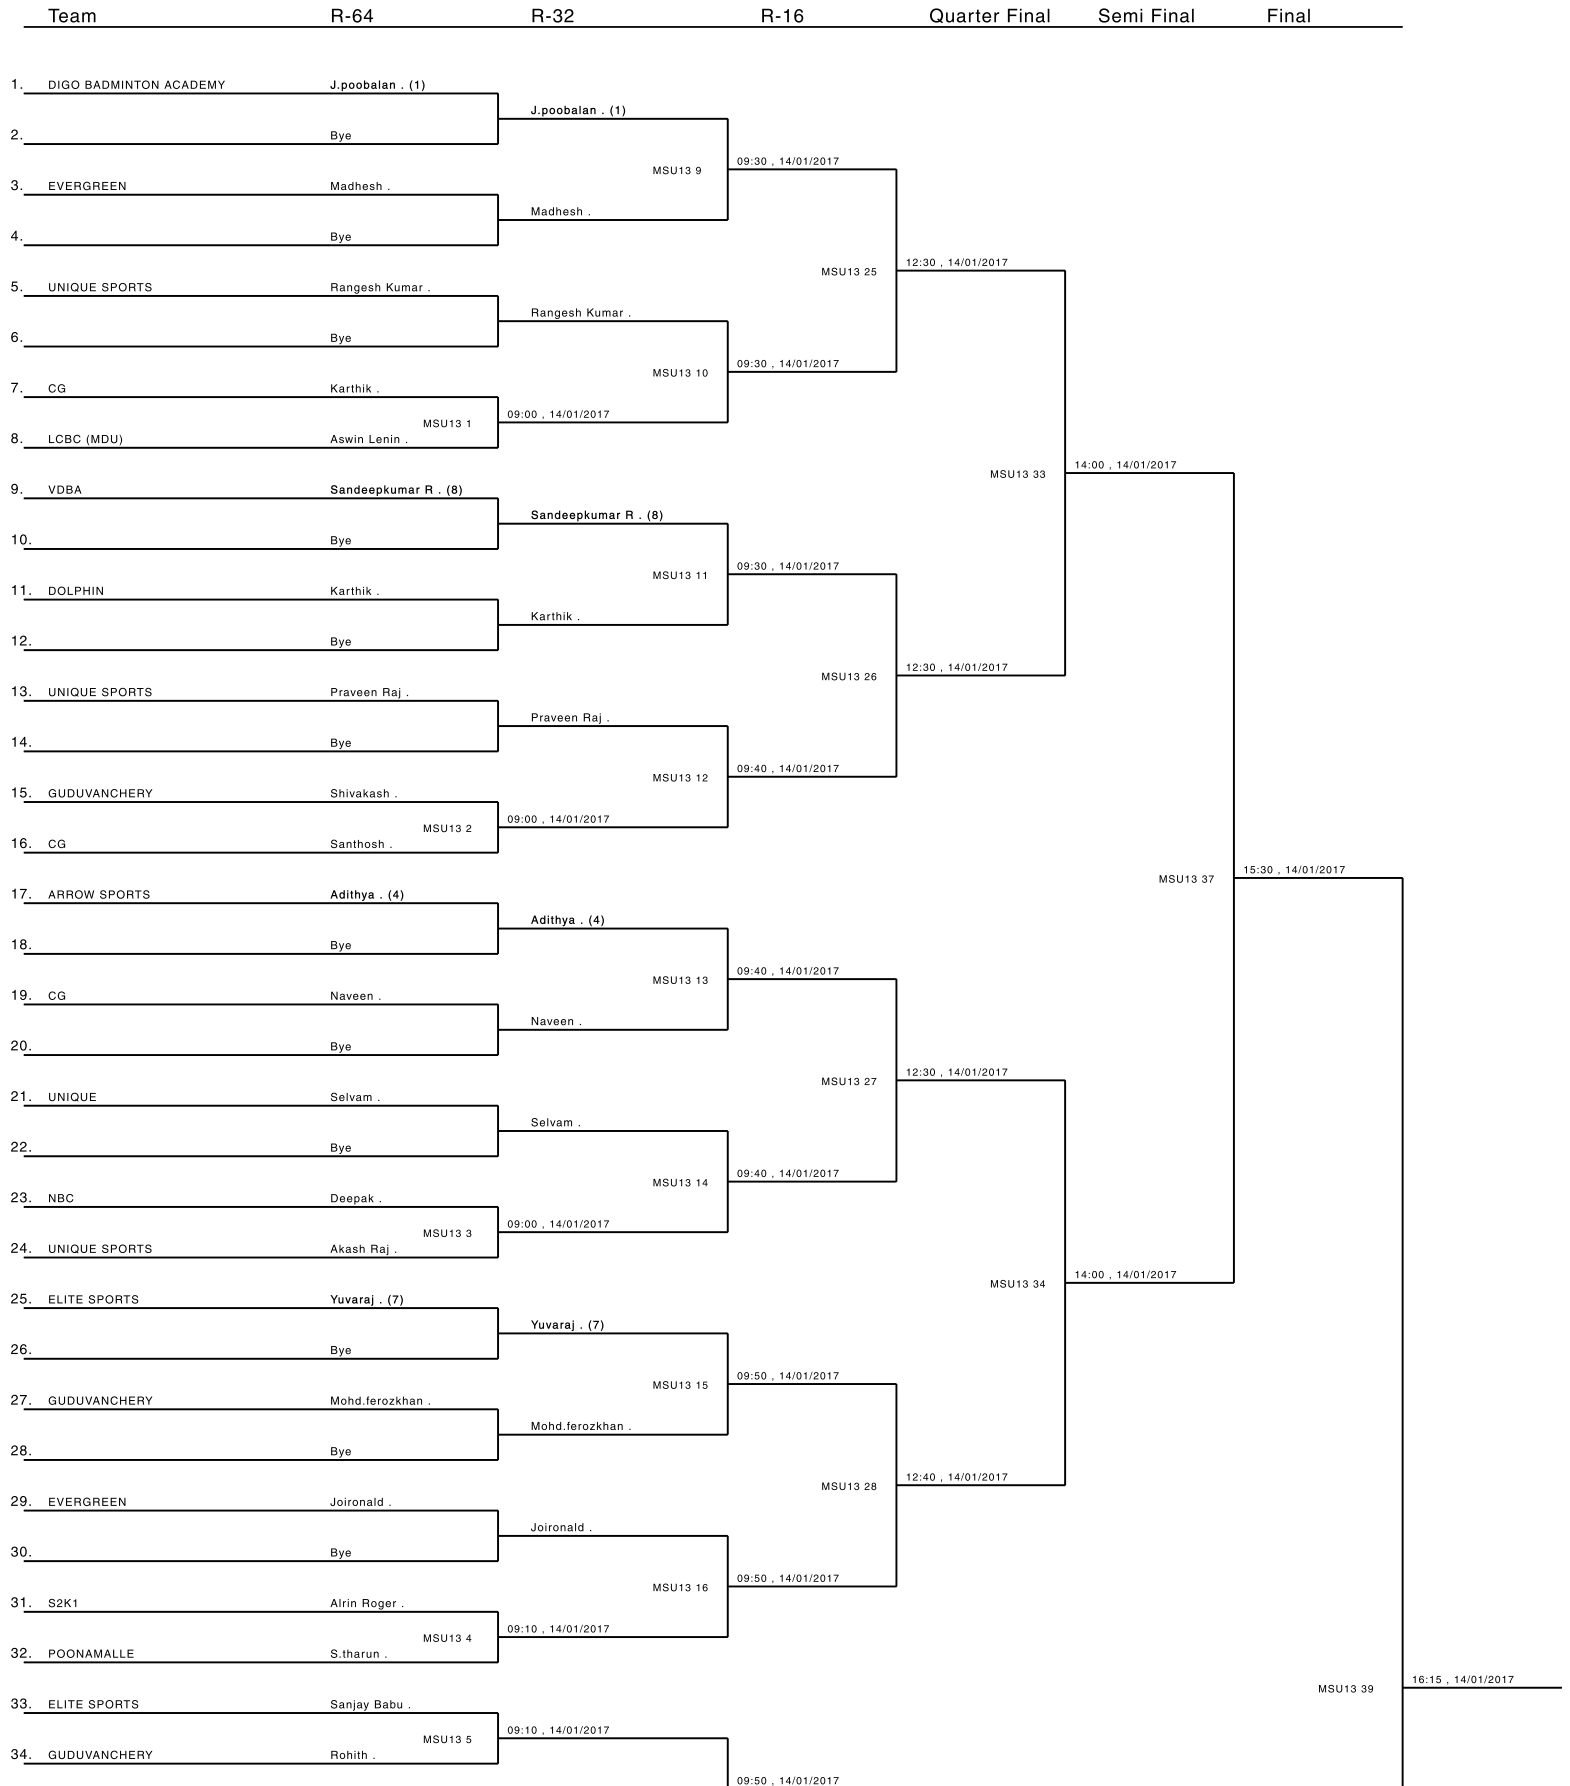 Team R-64 R-32 R-16 Quarter Final Semi Final Final
1. DIGO BADMINTON ACADEMY J.poobalan . (1)
J.poobalan . (1)
2. Bye
09:30 , 14/01/2017
MSU13 9
3. EVERGREEN Madhesh .
Madhesh .
4. Bye
12:30 , 14/01/2017
MSU13 25
5. UNIQUE SPORTS Rangesh Kumar .
Rangesh Kumar .
6. Bye
09:30 , 14/01/2017
MSU13 10
7. CG Karthik .
09:00 , 14/01/2017
MSU13 1
8. LCBC (MDU) Aswin Lenin .
14:00 , 14/01/2017
MSU13 33
9. VDBA Sandeepkumar R . (8)
Sandeepkumar R . (8)
10. Bye
09:30 , 14/01/2017
MSU13 11
11. DOLPHIN Karthik .
Karthik .
12. Bye
12:30 , 14/01/2017
MSU13 26
13. UNIQUE SPORTS Praveen Raj .
Praveen Raj .
14. Bye
09:40 , 14/01/2017
MSU13 12
15. GUDUVANCHERY Shivakash .
09:00 , 14/01/2017
MSU13 2
16. CG Santhosh .
15:30 , 14/01/2017
MSU13 37
17. ARROW SPORTS Adithya . (4)
Adithya . (4)
18. Bye
09:40 , 14/01/2017
MSU13 13
19. CG Naveen .
Naveen .
20. Bye
12:30 , 14/01/2017
MSU13 27
21. UNIQUE Selvam .
Selvam .
22. Bye
09:40 , 14/01/2017
MSU13 14
23. NBC Deepak .
09:00 , 14/01/2017
MSU13 3
24. UNIQUE SPORTS Akash Raj .
14:00 , 14/01/2017
MSU13 34
25. ELITE SPORTS Yuvaraj . (7)
Yuvaraj . (7)
26. Bye
09:50 , 14/01/2017
MSU13 15
27. GUDUVANCHERY Mohd.ferozkhan .
Mohd.ferozkhan .
28. Bye
12:40 , 14/01/2017
MSU13 28
29. EVERGREEN Joironald .
Joironald .
30. Bye
09:50 , 14/01/2017
MSU13 16
31. S2K1 Alrin Roger .
09:10 , 14/01/2017
MSU13 4
32. POONAMALLE S.tharun .
16:15 , 14/01/2017
MSU13 39
33. ELITE SPORTS Sanjay Babu .
09:10 , 14/01/2017
MSU13 5
34. GUDUVANCHERY Rohith .
09:50 , 14/01/2017